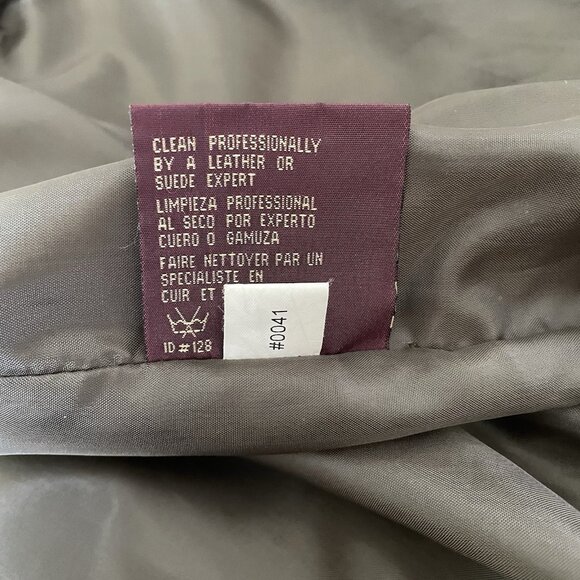 CLEAN PROFESSIONALLY
BY A LEATHER OR
SUEDE EXPERT
LIMPIEZA PROFESSIONAL
AL SECO POR EXPERTO
CUERO O GAMUZA
FAIRE NETTOYER PAR UN
SPECIALISTE EN
CUIR ET
ID #128
#0041